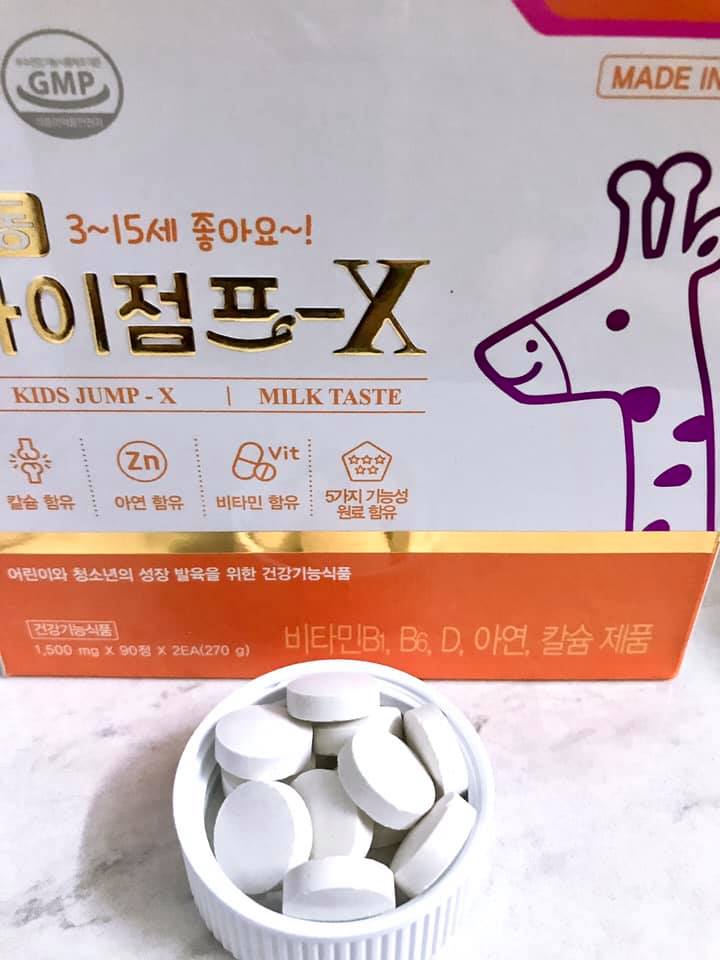 GMP
MADE IN
동
3~15세 좋아요~!
이점프-X
KIDS JUMP - X | MILK TASTE
Zn
Vit
칼슘 함유
아연 함유
비타민 함유
5가지 기능성
원료 함유
어린이와 청소년의 성장 발육을 위한 건강기능식품
건강기능식품
1,500 mg X 90정 X 2EA(270 g)
비타민B1, B6, D, 아연, 칼슘 제품